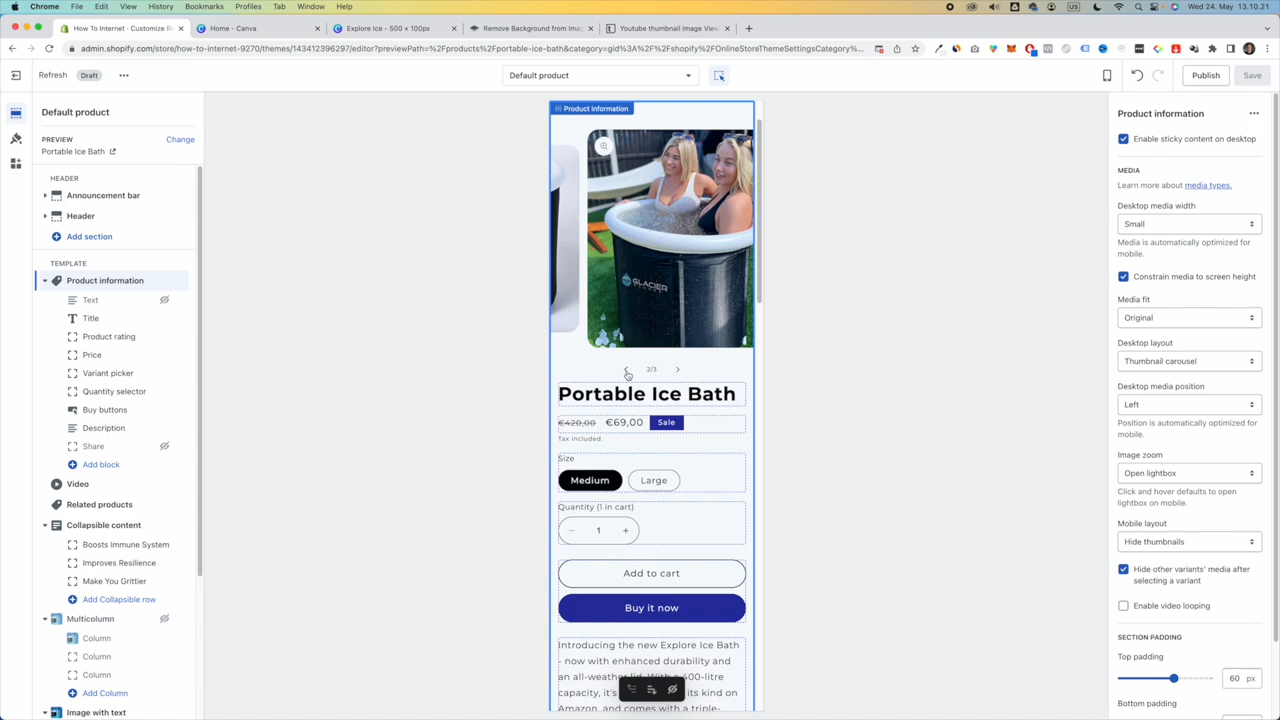 Chrome File Edit View History Bookmarks Profiles Tab Window Help
Wed 24. May 13.10.21
How To Internet - Customize R
Home - Canva
Explore Ice - 500 × 100px
Remove Background from Imag
Youtube thumbnail Image View
admin.shopify.com/store/how-to-internet-9270/themes/143412396297/editor?previewPath=%2Fproducts%2Fportable-ice-bath&category=gid%3A%2F%2Fshopify%2FOnlineStoreThemeSettingsCategory%...
Refresh Draft
Default product
Publish Save
Default product
PREVIEW
Change
Portable Ice Bath
HEADER
Announcement bar
Header
Add section
TEMPLATE
Product information
Text
Title
Product rating
Price
Variant picker
Quantity selector
Buy buttons
Description
Share
Add block
Video
Related products
Collapsible content
Boosts Immune System
Improves Resilience
Make You Grittier
Add Collapsible row
Multicolumn
Column
Column
Column
Add Column
Image with text
Product information
GLACIER
2/3
Portable Ice Bath
€420,00 €69,00 Sale
Tax included.
Size
Medium Large
Quantity (1 in cart)
− 1 +
Add to cart
Buy it now
Introducing the new Explore Ice Bath
- now with enhanced durability and
an all-weather lid. With a 400-litre
capacity, it's its kind on
Amazon, and comes with a triple-
Product information
Enable sticky content on desktop
MEDIA
Learn more about media types.
Desktop media width
Small
Media is automatically optimized for
mobile.
Constrain media to screen height
Media fit
Original
Desktop layout
Thumbnail carousel
Desktop media position
Left
Position is automatically optimized for
mobile.
Image zoom
Open lightbox
Click and hover defaults to open
lightbox on mobile.
Mobile layout
Hide thumbnails
Hide other variants' media after
selecting a variant
Enable video looping
SECTION PADDING
Top padding
60 px
Bottom padding